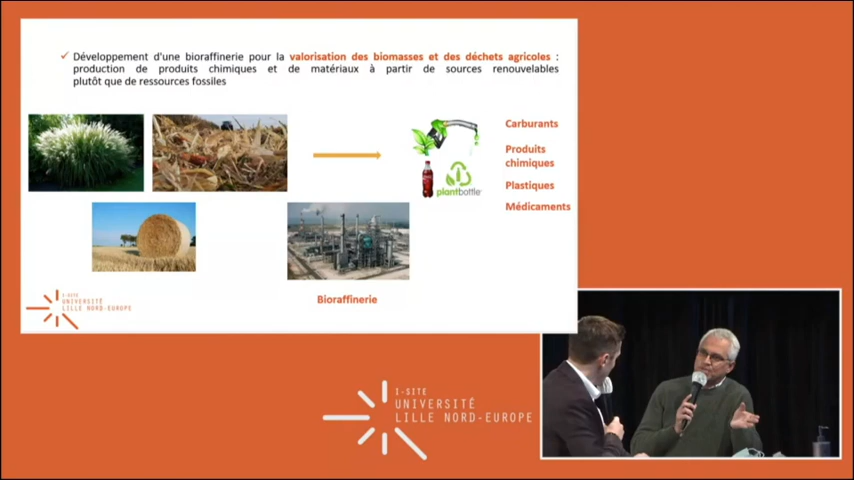 ✓ Développement d'une bioraffinerie pour la valorisation des biomasses et des déchets agricoles :
production de produits chimiques et de matériaux à partir de sources renouvelables
plutôt que de ressources fossiles
Carburants
Produits
chimiques
Plastiques
Médicaments
plantbottle
Bioraffinerie
I-SITE
UNIVERSITÉ
LILLE NORD-EUROPE
I-SITE
UNIVERSITÉ
LILLE NORD-EUROPE